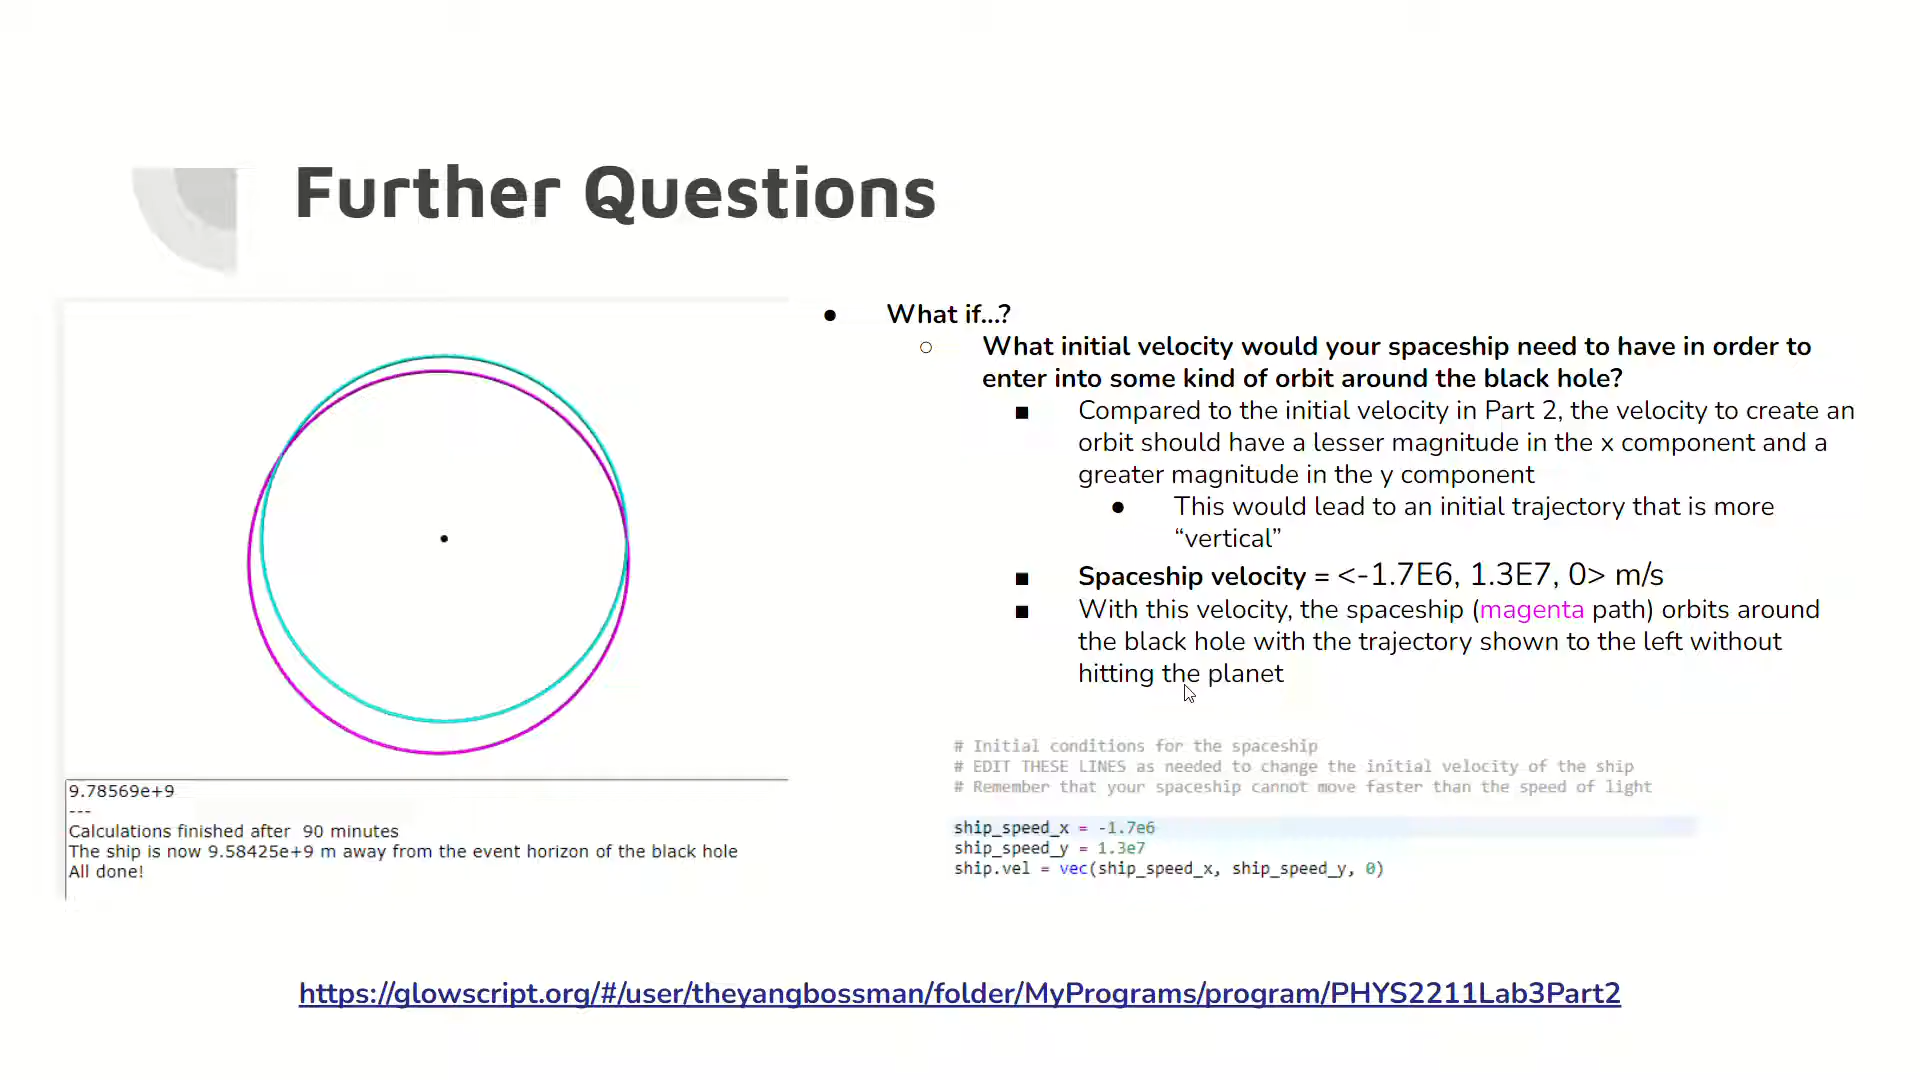 Further Questions
● What if...?
○ What initial velocity would your spaceship need to have in order to
enter into some kind of orbit around the black hole?
■ Compared to the initial velocity in Part 2, the velocity to create an
orbit should have a lesser magnitude in the x component and a
greater magnitude in the y component
● This would lead to an initial trajectory that is more
“vertical”
■ Spaceship velocity = <-1.7E6, 1.3E7, 0> m/s
■ With this velocity, the spaceship (magenta path) orbits around
the black hole with the trajectory shown to the left without
hitting the planet
9.78569e+9
---
Calculations finished after 90 minutes
The ship is now 9.58425e+9 m away from the event horizon of the black hole
All done!
# Initial conditions for the spaceship
# EDIT THESE LINES as needed to change the initial velocity of the ship
# Remember that your spaceship cannot move faster than the speed of light
ship_speed_x = -1.7e6
ship_speed_y = 1.3e7
ship.vel = vec(ship_speed_x, ship_speed_y, 0)
https://glowscript.org/#/user/theyangbossman/folder/MyPrograms/program/PHYS2211Lab3Part2